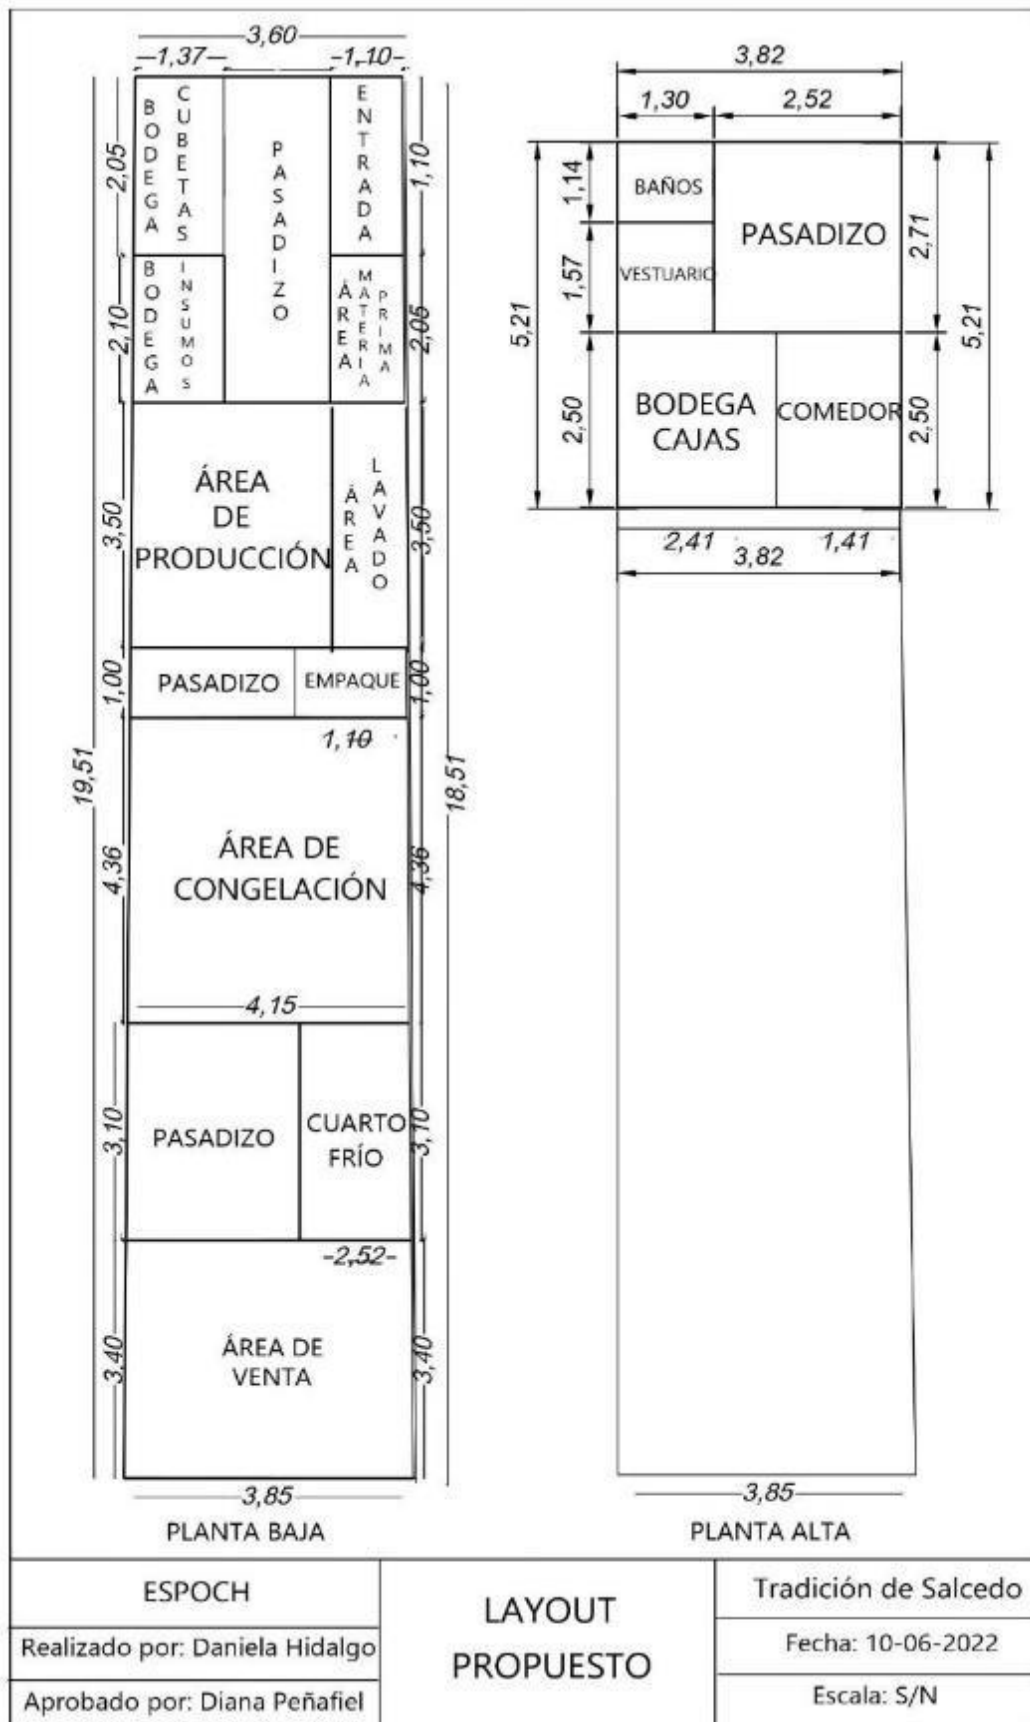 3,60
1,37
1,10
BODEGA
CUBETAS
PASADIZO
ENTRADA
2,05
1,10
BODEGA
INSUMOS
ÁREA
MATERIA
PRIMA
2,10
2,05
ÁREA
DE
PRODUCCIÓN
ÁREA
LAVADO
3,50
3,50
PASADIZO
EMPAQUE
1,00
1,00
1,10
19,51
18,51
ÁREA DE
CONGELACIÓN
4,36
4,36
4,15
PASADIZO
CUARTO
FRÍO
3,10
3,10
2,52
ÁREA DE
VENTA
3,40
3,40
3,85
PLANTA BAJA
3,82
1,30
2,52
BAÑOS
PASADIZO
VESTUARIO
1,14
1,57
2,71
5,21
5,21
BODEGA
CAJAS
COMEDOR
2,50
2,50
2,41
1,41
3,82
3,85
PLANTA ALTA
ESPOCH
Realizado por: Daniela Hidalgo
Aprobado por: Diana Peñafiel
LAYOUT
PROPUESTO
Tradición de Salcedo
Fecha: 10-06-2022
Escala: S/N